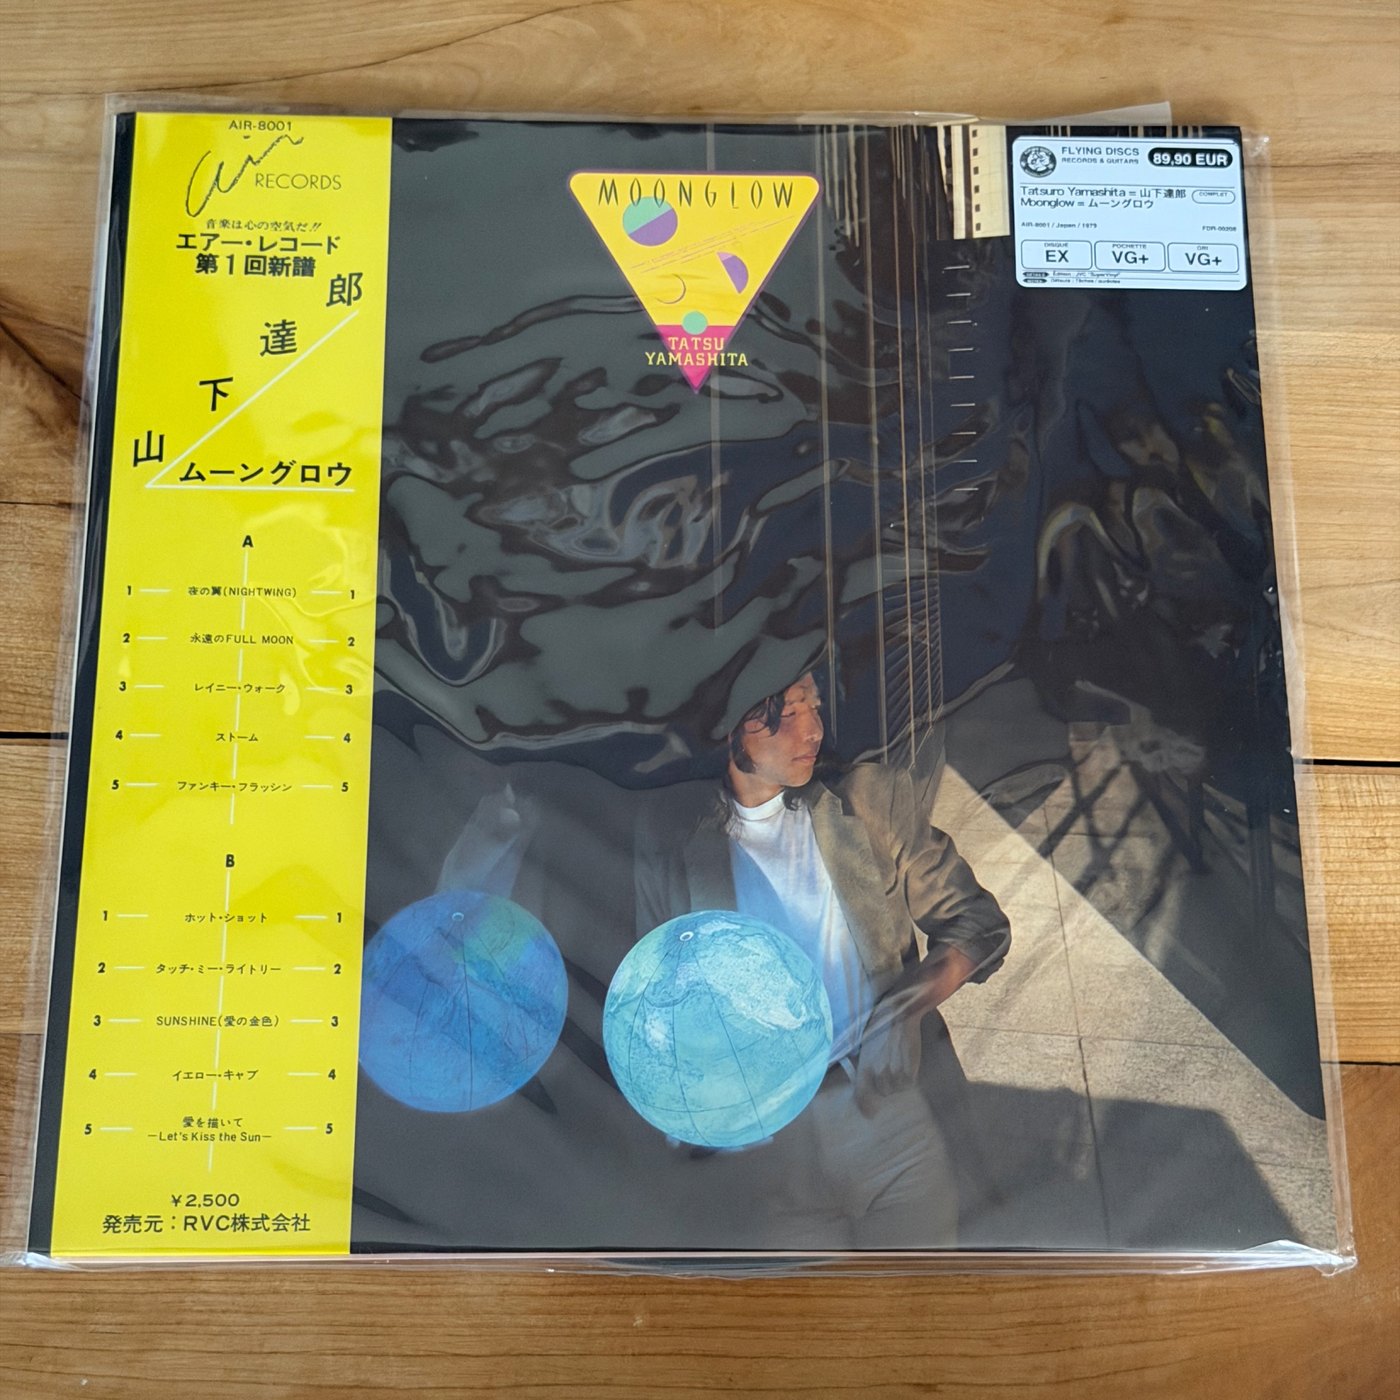 AIR-8001
air
RECORDS
音楽は心の空気だ!!
エアー・レコード
第1回新譜
山下達郎
ムーングロウ
A
1 夜の翼(NIGHTWING) 1
2 永遠のFULL MOON 2
3 レイニー・ウォーク 3
4 ストーム 4
5 ファンキー・フラッシン 5
B
1 ホット・ショット 1
2 タッチ・ミー・ライトリー 2
3 SUNSHINE(愛の金色) 3
4 イエロー・キャブ 4
5 愛を描いて 5
—Let's Kiss the Sun—
¥2,500
発売元:RVC株式会社
MOONGLOW
TATSU
YAMASHITA
FLYING DISCS
RECORDS & GUITARS
89,90 EUR
Tatsuro Yamashita = 山下達郎
Moonglow = ムーングロウ
COMPLET
AIR-8001 / Japan / 1979
FDR-00208
DISQUE
EX
POCHETTE
VG+
OBI
VG+
Edition : JVC "SuperVinyl"